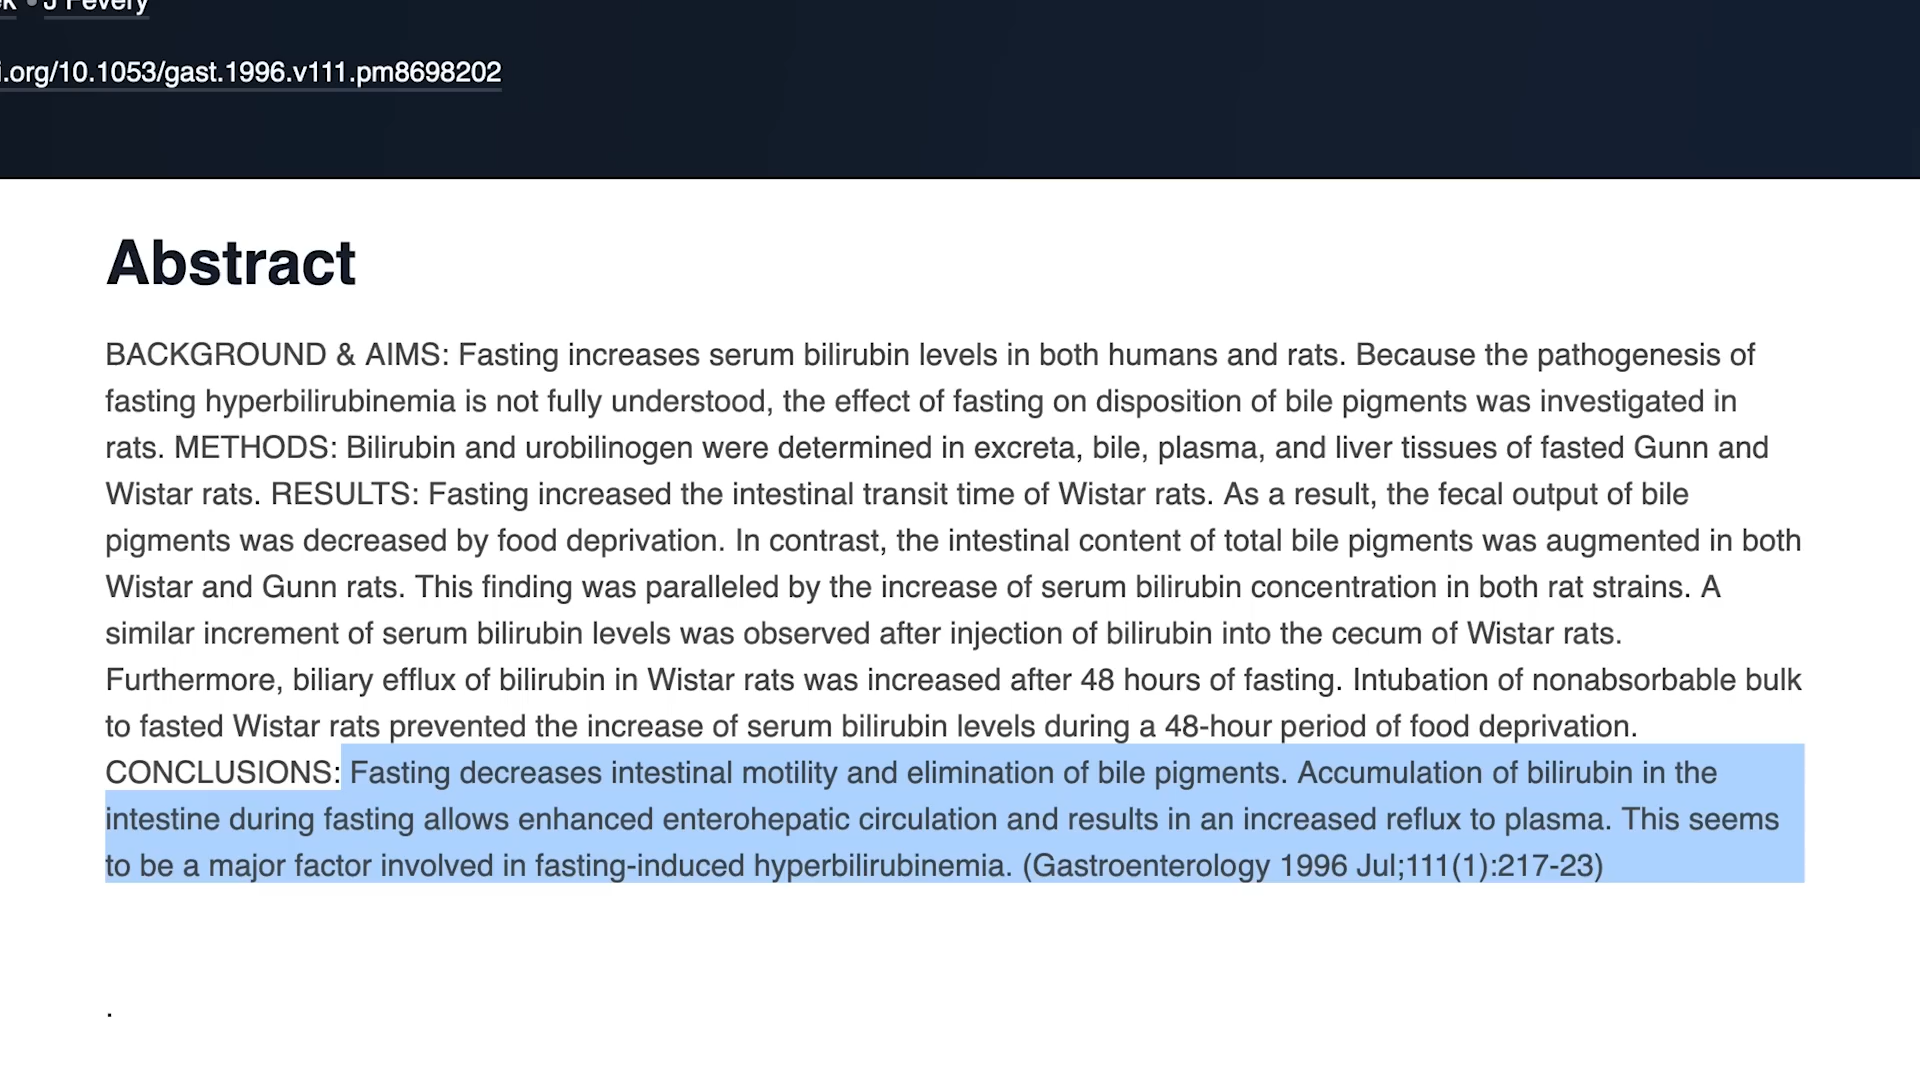 k • J Fevery
i.org/10.1053/gast.1996.v111.pm8698202
Abstract
BACKGROUND & AIMS: Fasting increases serum bilirubin levels in both humans and rats. Because the pathogenesis of
fasting hyperbilirubinemia is not fully understood, the effect of fasting on disposition of bile pigments was investigated in
rats. METHODS: Bilirubin and urobilinogen were determined in excreta, bile, plasma, and liver tissues of fasted Gunn and
Wistar rats. RESULTS: Fasting increased the intestinal transit time of Wistar rats. As a result, the fecal output of bile
pigments was decreased by food deprivation. In contrast, the intestinal content of total bile pigments was augmented in both
Wistar and Gunn rats. This finding was paralleled by the increase of serum bilirubin concentration in both rat strains. A
similar increment of serum bilirubin levels was observed after injection of bilirubin into the cecum of Wistar rats.
Furthermore, biliary efflux of bilirubin in Wistar rats was increased after 48 hours of fasting. Intubation of nonabsorbable bulk
to fasted Wistar rats prevented the increase of serum bilirubin levels during a 48-hour period of food deprivation.
CONCLUSIONS: Fasting decreases intestinal motility and elimination of bile pigments. Accumulation of bilirubin in the
intestine during fasting allows enhanced enterohepatic circulation and results in an increased reflux to plasma. This seems
to be a major factor involved in fasting-induced hyperbilirubinemia. (Gastroenterology 1996 Jul;111(1):217-23)
.